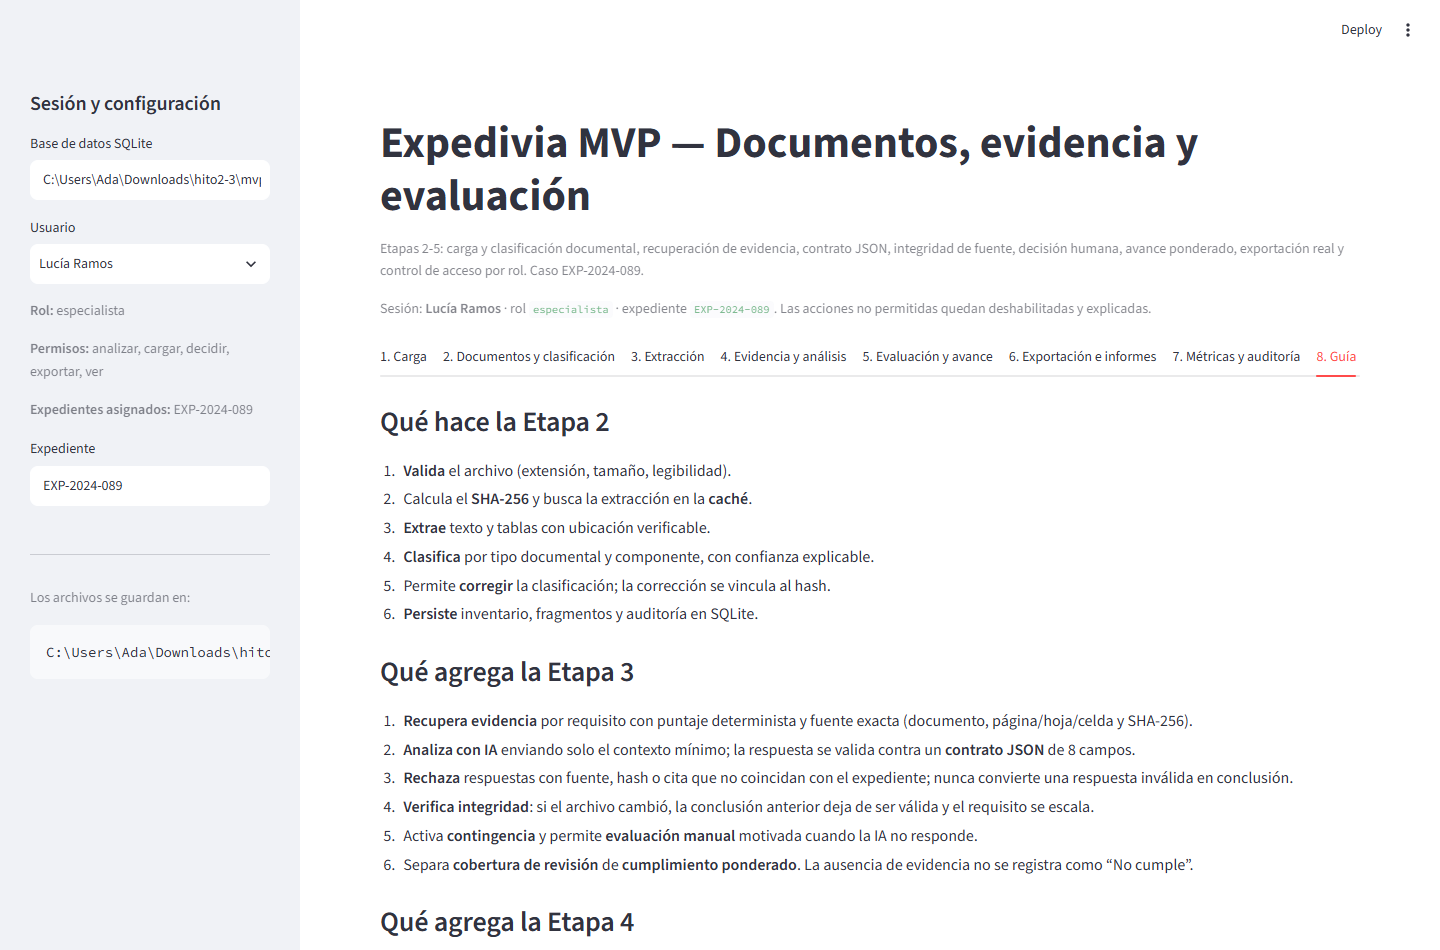 Deploy
Sesión y configuración
Base de datos SQLite
C:\Users\Ada\Downloads\hito2-3\mvp
Usuario
Lucía Ramos
Rol: especialista
Permisos: analizar, cargar, decidir,
exportar, ver
Expedientes asignados: EXP-2024-089
Expediente
EXP-2024-089
Los archivos se guardan en:
C:\Users\Ada\Downloads\hito
Expedivia MVP — Documentos, evidencia y
evaluación
Etapas 2-5: carga y clasificación documental, recuperación de evidencia, contrato JSON, integridad de fuente, decisión humana, avance ponderado, exportación real y
control de acceso por rol. Caso EXP-2024-089.
Sesión: Lucía Ramos · rol especialista · expediente EXP-2024-089. Las acciones no permitidas quedan deshabilitadas y explicadas.
1. Carga 2. Documentos y clasificación 3. Extracción 4. Evidencia y análisis 5. Evaluación y avance 6. Exportación e informes 7. Métricas y auditoría 8. Guía
Qué hace la Etapa 2
1. Valida el archivo (extensión, tamaño, legibilidad).
2. Calcula el SHA-256 y busca la extracción en la caché.
3. Extrae texto y tablas con ubicación verificable.
4. Clasifica por tipo documental y componente, con confianza explicable.
5. Permite corregir la clasificación; la corrección se vincula al hash.
6. Persiste inventario, fragmentos y auditoría en SQLite.
Qué agrega la Etapa 3
1. Recupera evidencia por requisito con puntaje determinista y fuente exacta (documento, página/hoja/celda y SHA-256).
2. Analiza con IA enviando solo el contexto mínimo; la respuesta se valida contra un contrato JSON de 8 campos.
3. Rechaza respuestas con fuente, hash o cita que no coincidan con el expediente; nunca convierte una respuesta inválida en conclusión.
4. Verifica integridad: si el archivo cambió, la conclusión anterior deja de ser válida y el requisito se escala.
5. Activa contingencia y permite evaluación manual motivada cuando la IA no responde.
6. Separa cobertura de revisión de cumplimiento ponderado. La ausencia de evidencia no se registra como “No cumple”.
Qué agrega la Etapa 4